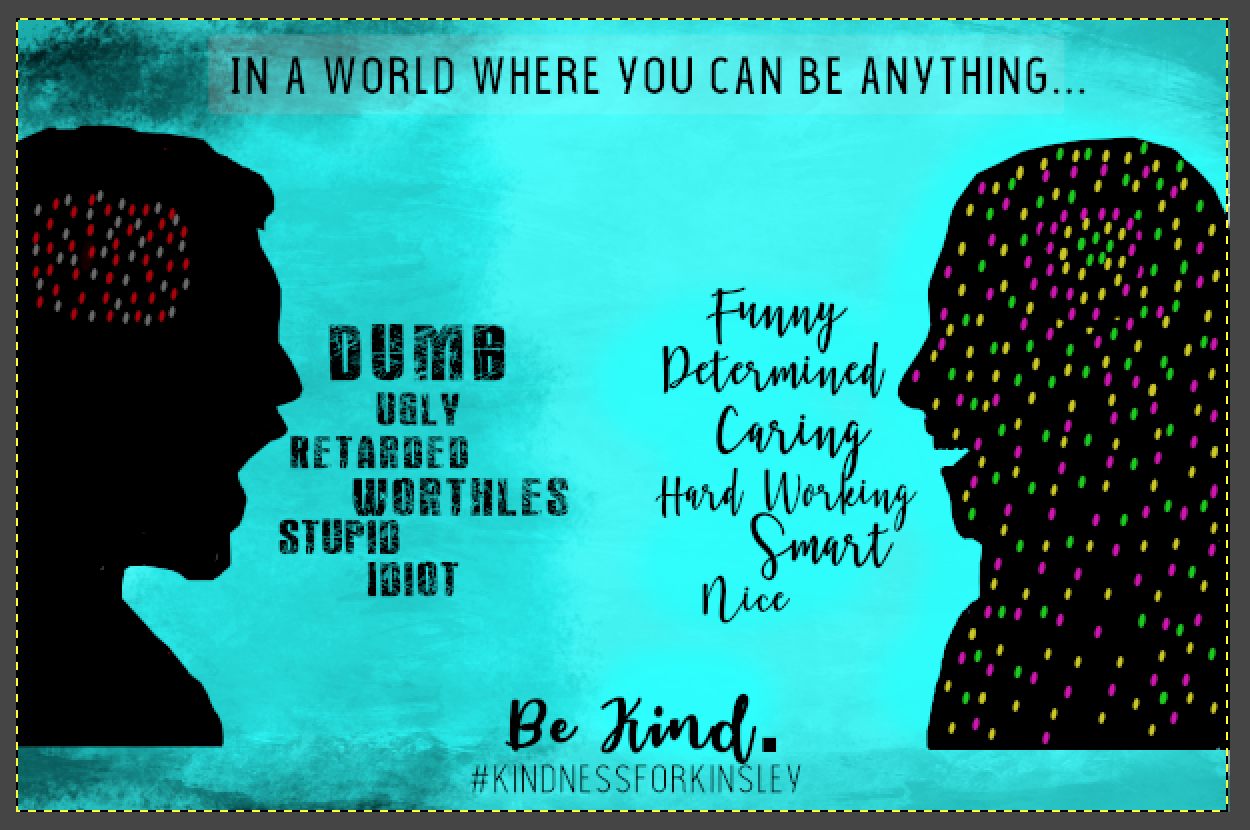 IN A WORLD WHERE YOU CAN BE ANYTHING...
DUMB
UGLY
RETARDED
WORTHLES
STUPID
IDIOT
Funny
Determined
Caring
Hard Working
Smart
Nice
Be Kind.
#KINDNESSFORKINSLEY